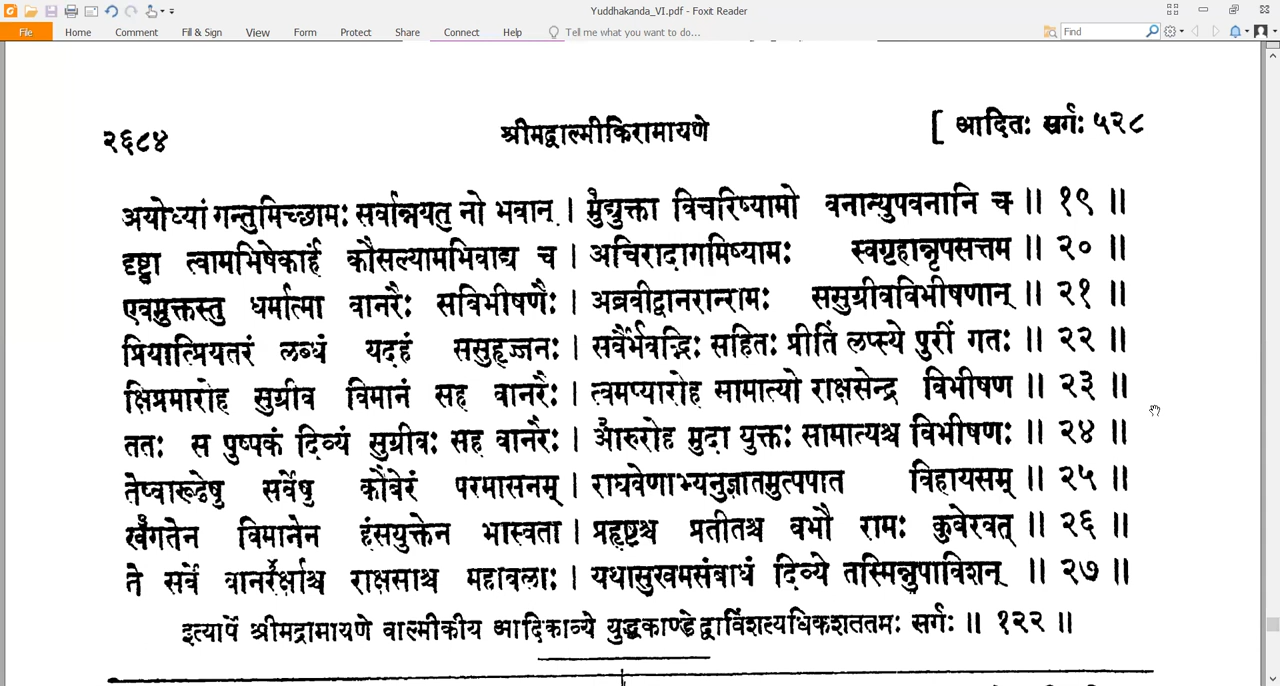 Yuddhakanda_VI.pdf - Foxit Reader
File Home Comment Fill & Sign View Form Protect Share Connect Help Tell me what you want to do... Find
२६८४ श्रीमद्वाल्मीकिरामायणे [ आदितः सर्गः ५२८
अयोध्यां गन्तुमिच्छामः सर्वान्नयतु नो भवान् । मुद्युक्ता विचरिष्यामो वनान्युपवनानि च ॥ १९ ॥
दृष्ट्वा त्वामभिषेकार्हं कौसल्यामभिवाद्य च । अचिरादागमिष्यामः स्वगृहान्नृपसत्तम ॥ २० ॥
एवमुक्तस्तु धर्मात्मा वानरैः सविभीषणैः । अब्रवीद्वानरान्रामः ससुग्रीवविभीषणान् ॥ २१ ॥
प्रियात्प्रियतरं लब्धं यदहं ससुहृज्जनः । सर्वैर्भवद्भिः सहितः प्रीतिं लप्स्ये पुरीं गतः ॥ २२ ॥
क्षिप्रमारोह सुग्रीव विमानं सह वानरैः । त्वमप्यारोह सामात्यो राक्षसेन्द्र विभीषण ॥ २३ ॥
ततः स पुष्पकं दिव्यं सुग्रीवः सह वानरैः । आरुरोह मुदा युक्तः सामात्यश्च विभीषणः ॥ २४ ॥
तेष्वारूढेषु सर्वेषु कौबेरं परमासनम् । राघवेणाभ्यनुज्ञातमुत्पपात विहायसम् ॥ २५ ॥
खगतेन विमानेन हंसयुक्तेन भास्वता । प्रहृष्टश्च प्रतीतश्च बभौ रामः कुबेरवत् ॥ २६ ॥
ते सर्वे वानरर्क्षाश्च राक्षसाश्च महाबलाः । यथासुखमसंबाधं दिव्ये तस्मिन्नुपाविशन् ॥ २७ ॥
इत्यार्षे श्रीमद्रामायणे वाल्मीकीय आदिकाव्ये युद्धकाण्डे द्वाविंशत्यधिकशततमः सर्गः ॥ १२२ ॥